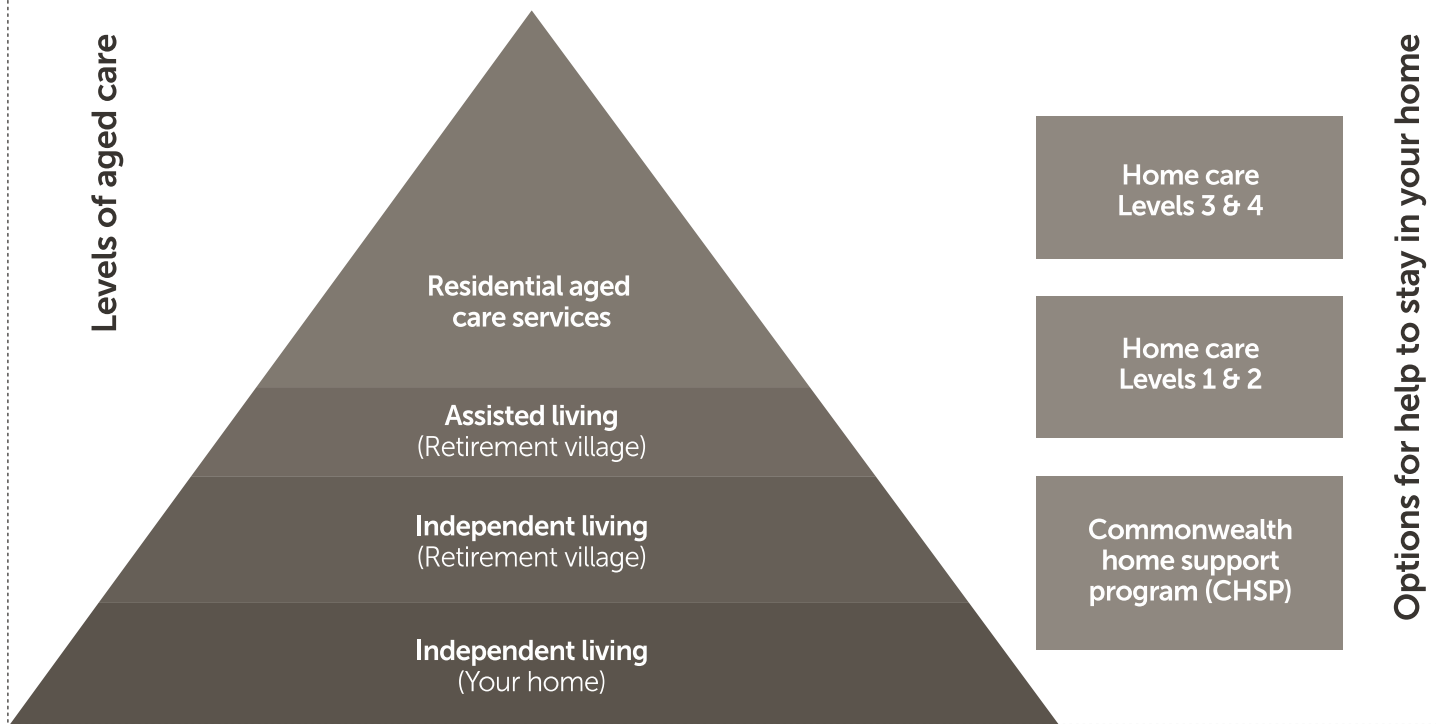 Levels of aged care
Residential aged
care services
Assisted living
(Retirement village)
Independent living
(Retirement village)
Independent living
(Your home)
Home care
Levels 3 & 4
Home care
Levels 1 & 2
Commonwealth
home support
program (CHSP)
Options for help to stay in your home